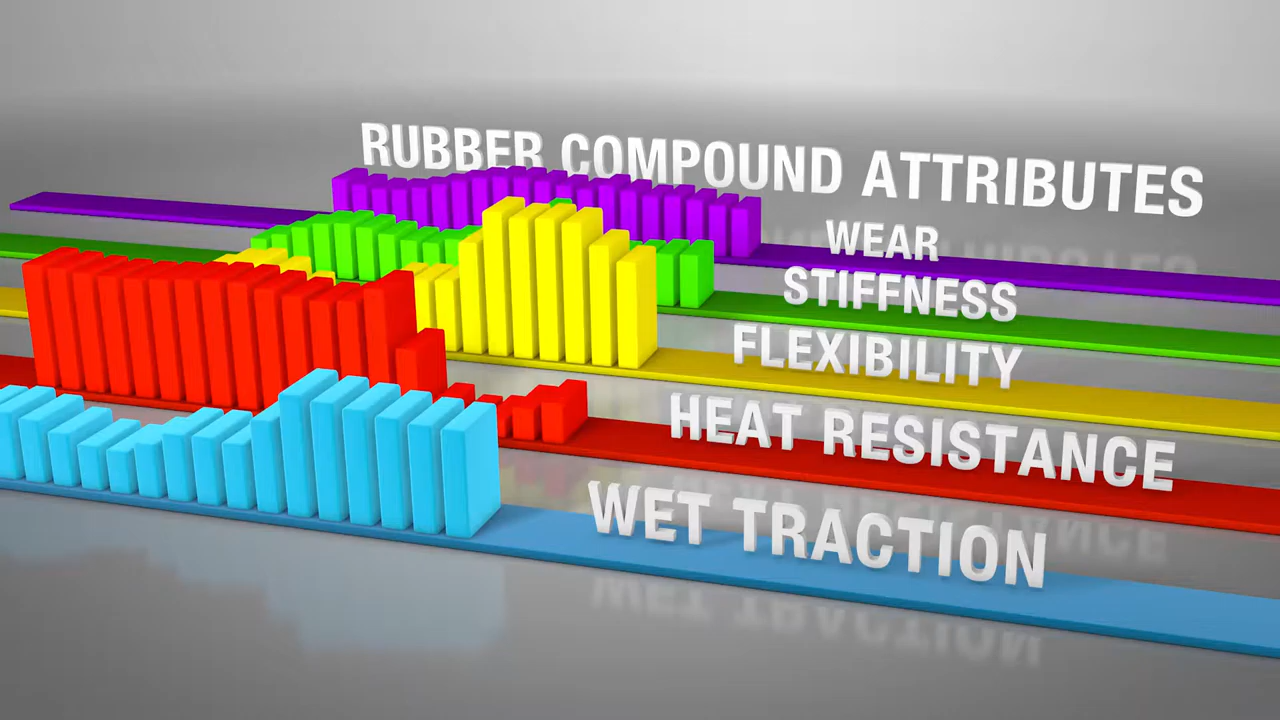 RUBBER COMPOUND ATTRIBUTES
WEAR
STIFFNESS
FLEXIBILITY
HEAT RESISTANCE
WET TRACTION